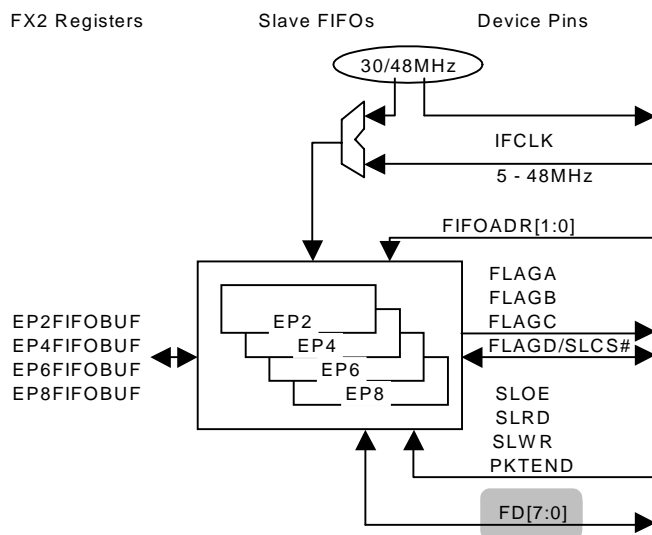 FX2 Registers
Slave FIFOs
Device Pins
30/48MHz
IFCLK
5 - 48MHz
FIFOADR[1:0]
EP2
EP4
EP6
EP8
EP2FIFOBUF
EP4FIFOBUF
EP6FIFOBUF
EP8FIFOBUF
FLAGA
FLAGB
FLAGC
FLAGD/SLCS#
SLOE
SLRD
SLWR
PKTEND
FD[7:0]